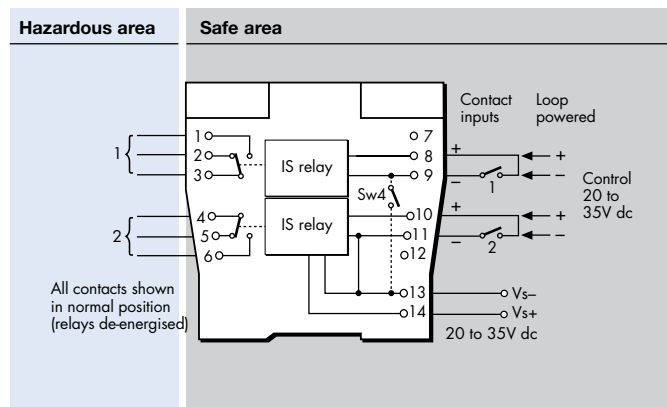 Hazardous area
Safe area
Contact inputs
Loop powered
1
1
2
3
IS relay
7
8
9
+
−
1
+
−
Control
20 to
35V dc
Sw4
2
4
5
6
IS relay
10
11
12
+
−
2
+
−
All contacts shown
in normal position
(relays de-energised)
13
14
Vs−
Vs+
20 to 35V dc